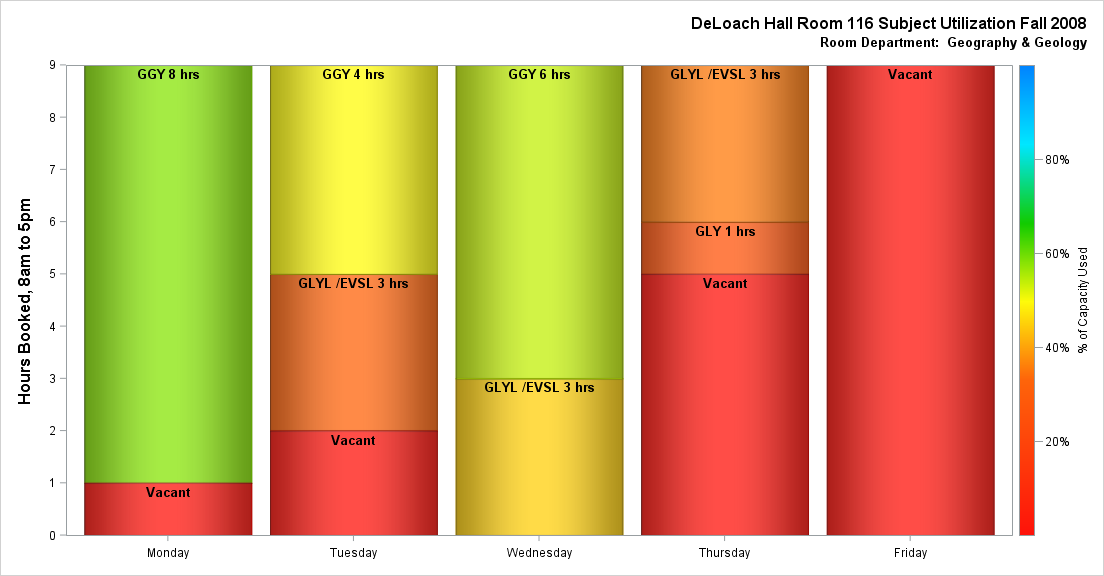 DeLoach Hall Room 116 Subject Utilization Fall 2008
Room Department:  Geography & Geology
Hours Booked, 8am to 5pm
9
8
7
6
5
4
3
2
1
0
GGY 8 hrs
Vacant
GGY 4 hrs
GLYL /EVSL 3 hrs
Vacant
GGY 6 hrs
GLYL /EVSL 3 hrs
GLYL /EVSL 3 hrs
GLY 1 hrs
Vacant
Vacant
Monday
Tuesday
Wednesday
Thursday
Friday
80%
60%
40%
20%
% of Capacity Used